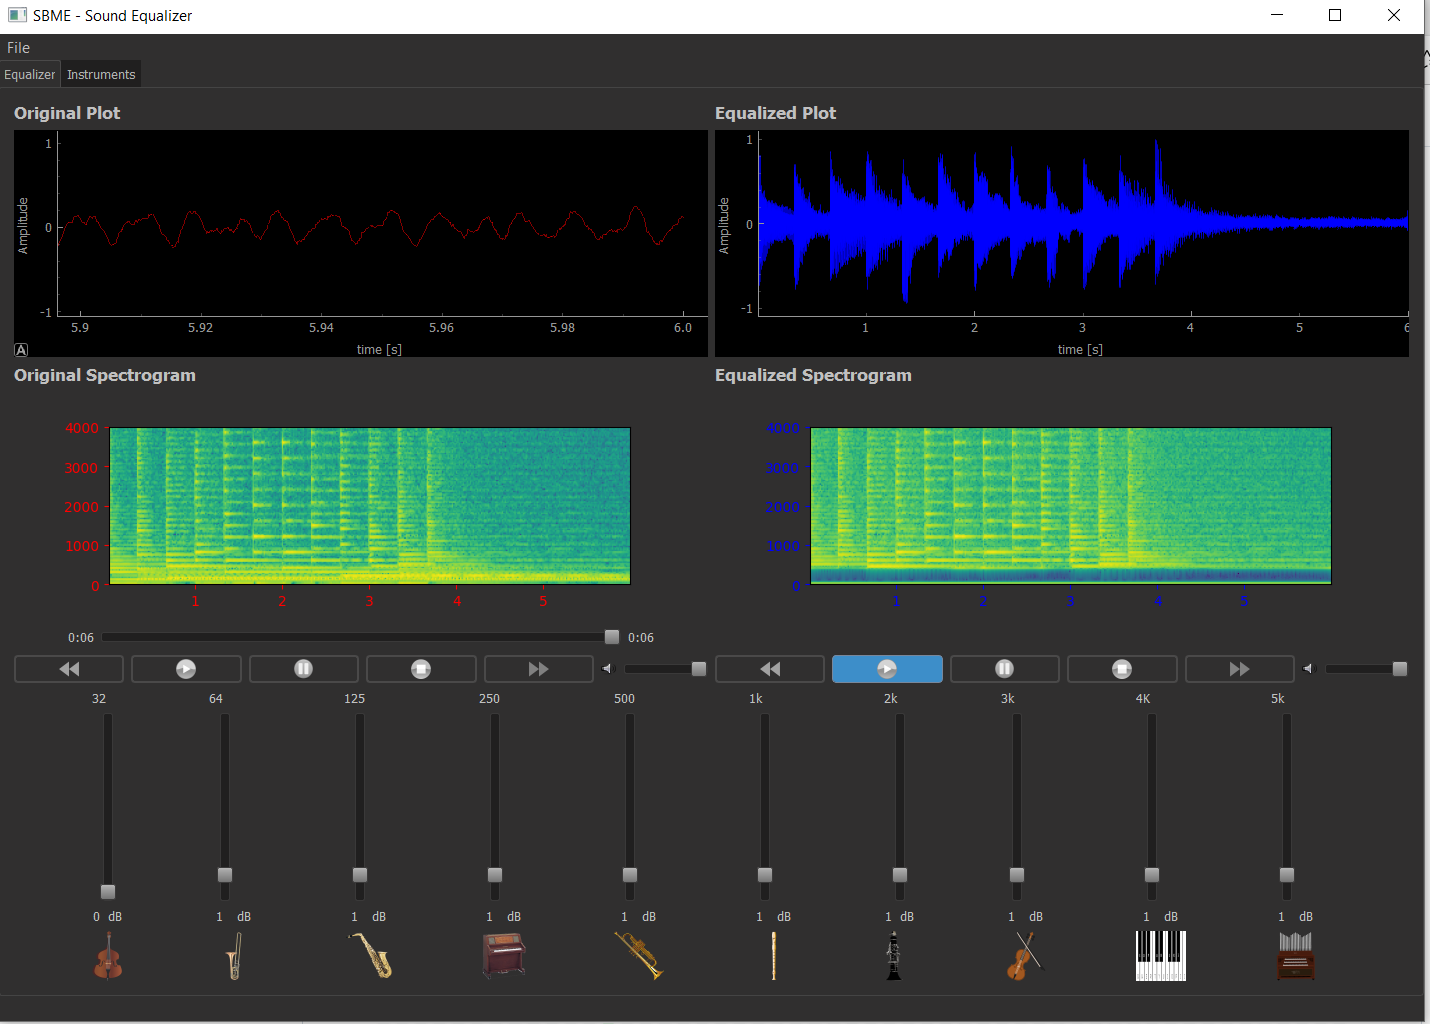 SBME - Sound Equalizer
File
Equalizer Instruments
Original Plot
Equalized Plot
1
0
-1
Amplitude
5.9 5.92 5.94 5.96 5.98 6.0
time [s]
A
1
0
-1
Amplitude
1 2 3 4 5 6
time [s]
Original Spectrogram
Equalized Spectrogram
4000
3000
2000
1000
0
1 2 3 4 5
4000
3000
2000
1000
0
1 2 3 4 5
0:06 0:06
32 64 125 250 500 1k 2k 3k 4K 5k
0 dB 1 dB 1 dB 1 dB 1 dB 1 dB 1 dB 1 dB 1 dB 1 dB